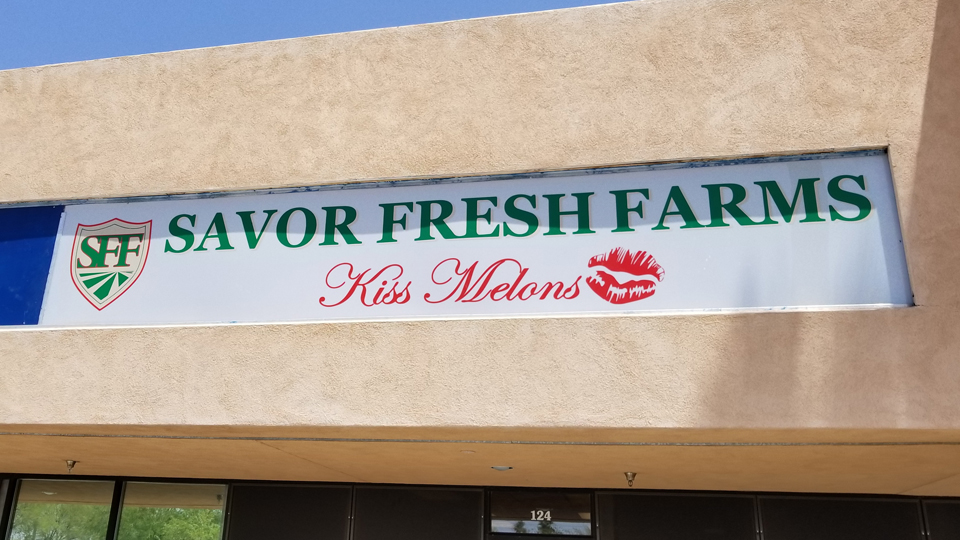 SFF
SAVOR FRESH FARMS
Kiss Melons
124